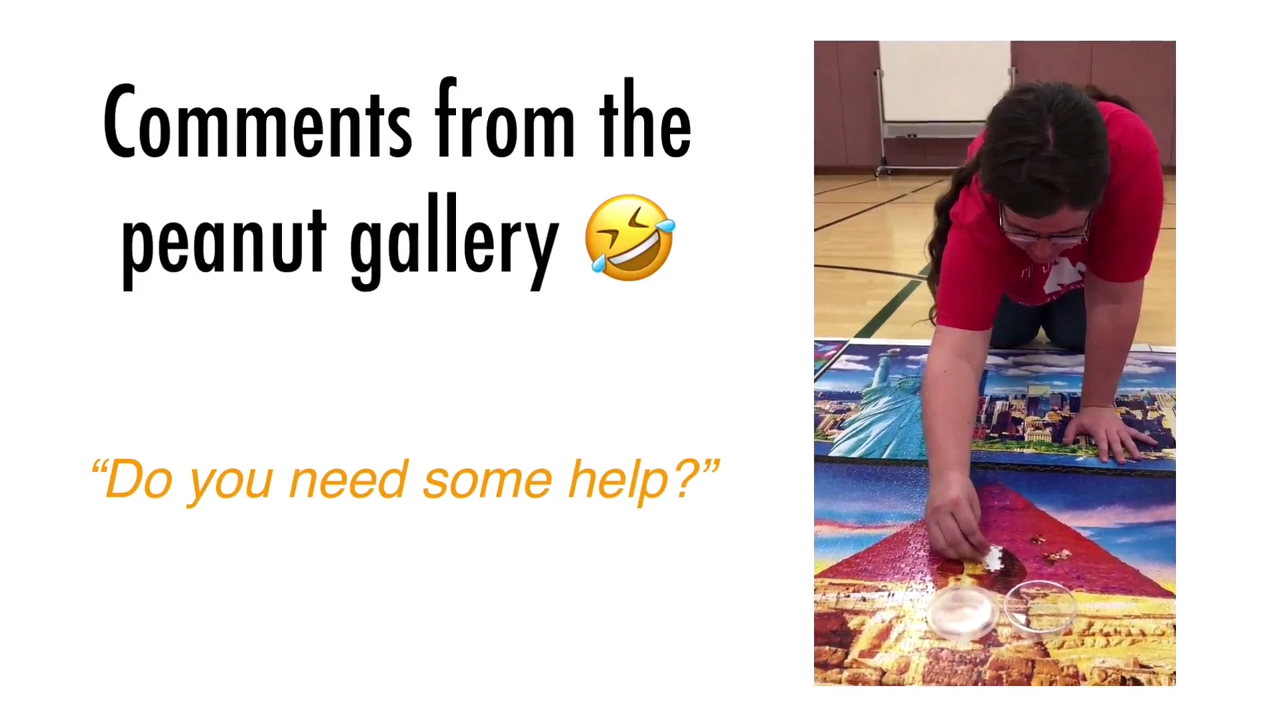 Comments from the
peanut gallery 🤣
“Do you need some help?”